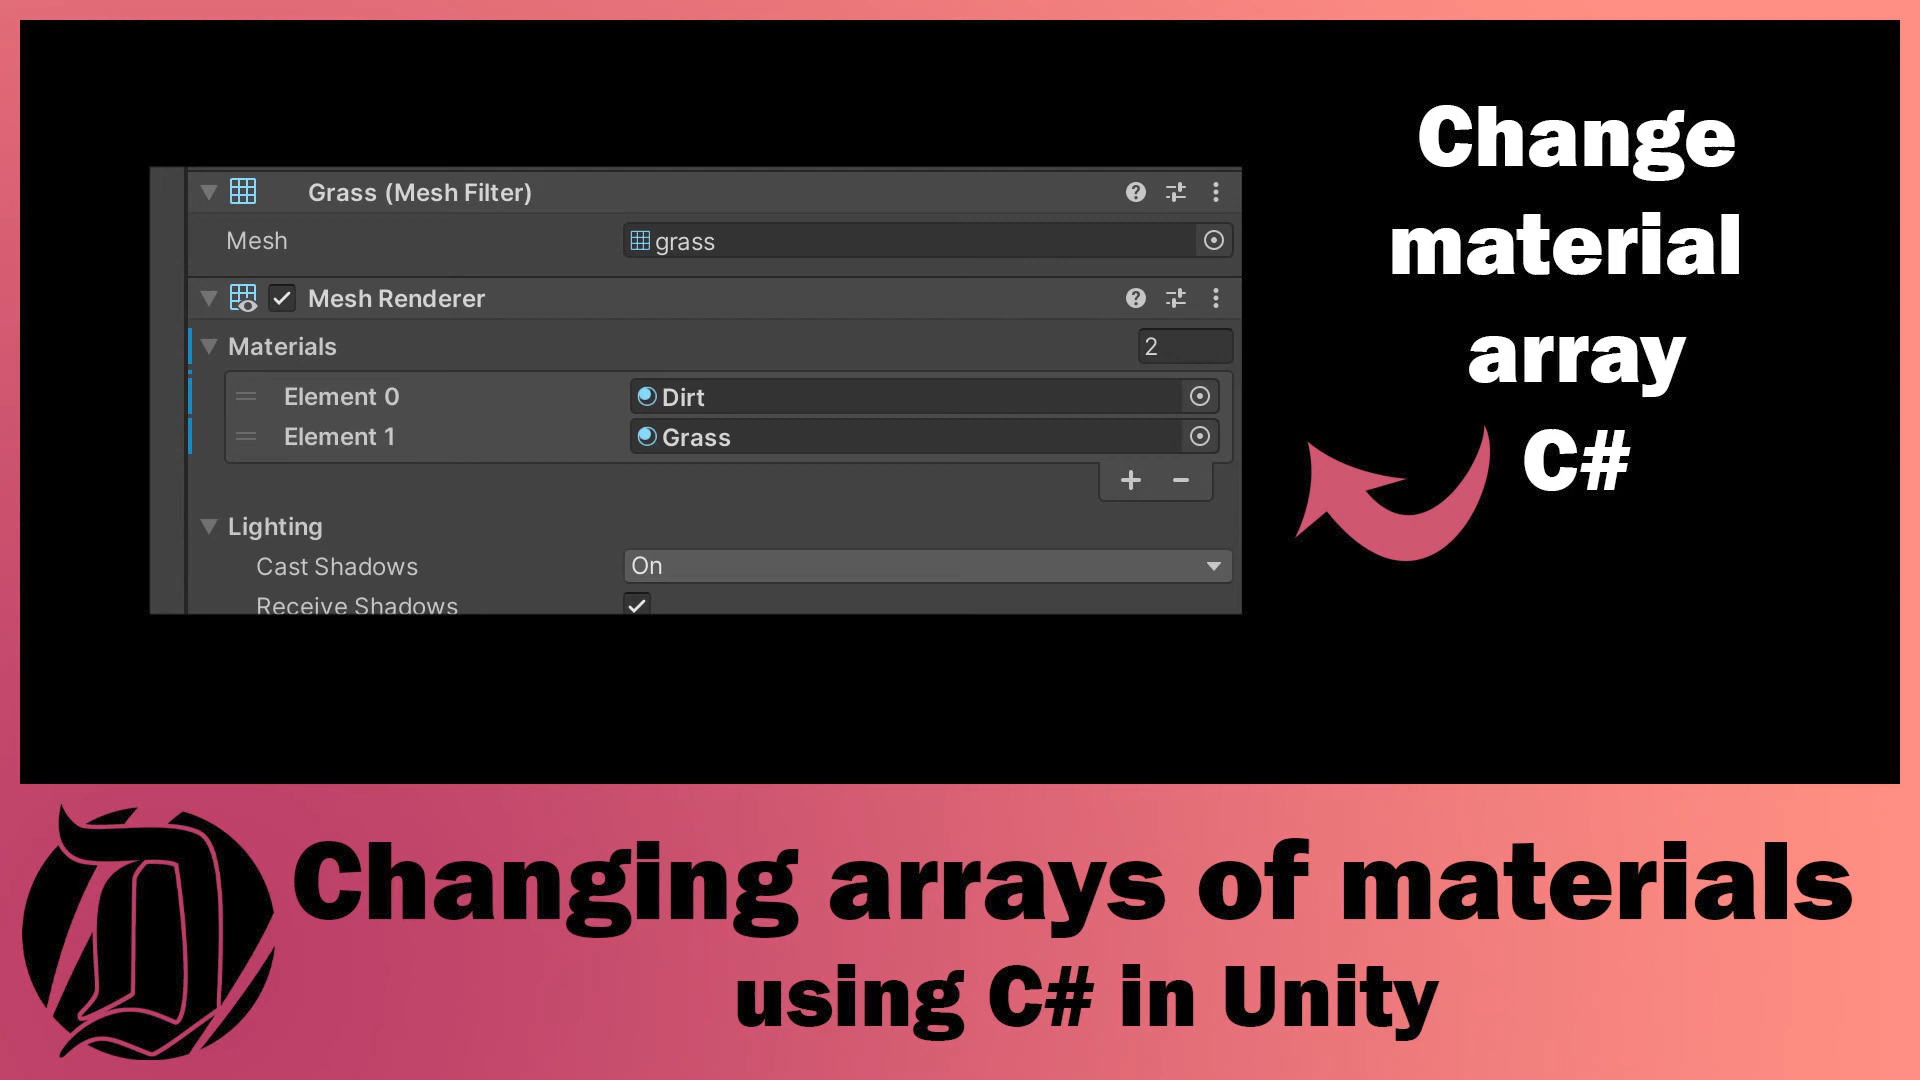 Grass (Mesh Filter)
Mesh
grass
Mesh Renderer
Materials
2
Element 0
Dirt
Element 1
Grass
Lighting
Cast Shadows
On
Receive Shadows
Change
material
array
C#
D
Changing arrays of materials
using C# in Unity